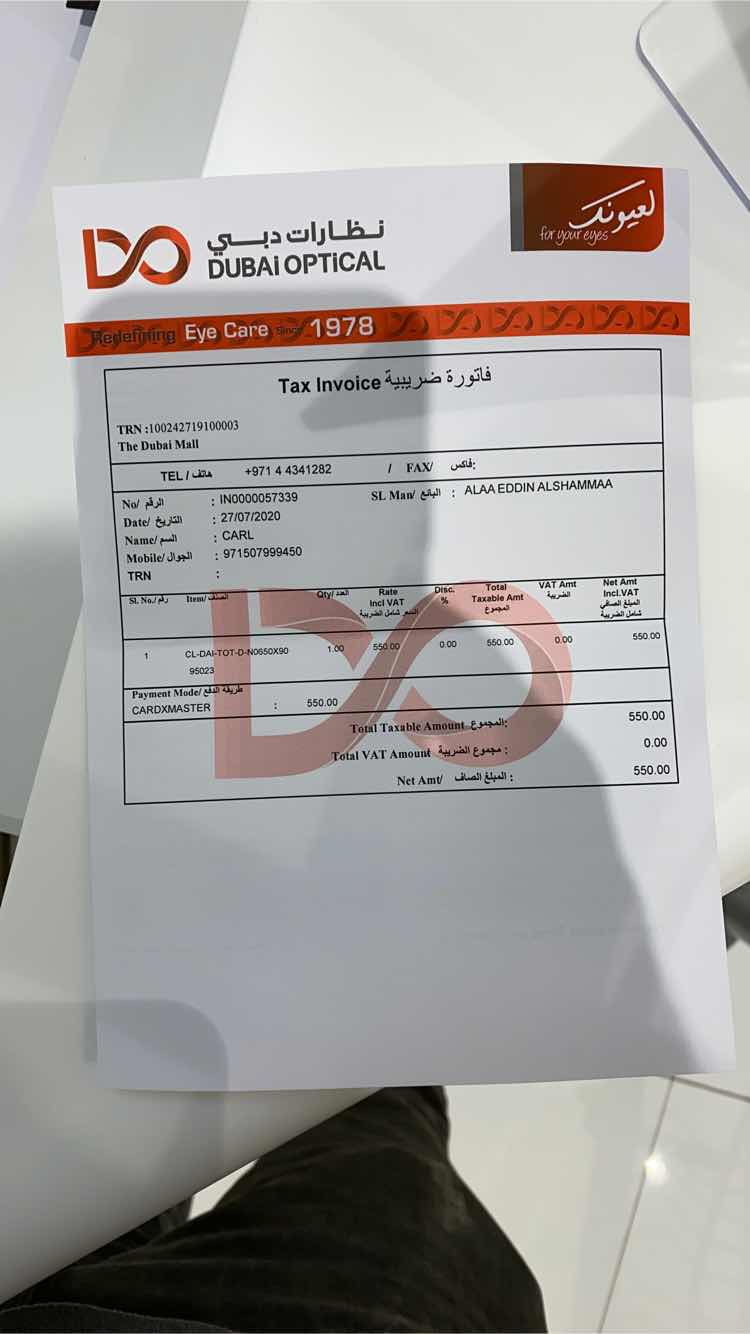 نظارات دبي
DUBAi OPTiCAL
لعيونك
for your eyes
Redefining Eye Care Since 1978
Tax Invoice فاتورة ضريبية
TRN :100242719100003
The Dubai Mall
TEL / هاتف +971 4 4341282 / FAX/ فاكس:
No/ الرقم : IN0000057339 SL Man/ البائع : ALAA EDDIN ALSHAMMAA
Date/ التاريخ : 27/07/2020
Name/ السم : CARL
Mobile/ الجوال : 971507999450
TRN :
Sl. No./ رقم Item/ الصنف Qty/ العدد Rate Incl VAT السعر شامل الضريبة Disc. % Total Taxable Amt المجموع VAT Amt الضريبة Net Amt Incl.VAT المبلغ الصافي شامل الضريبة
1 CL-DAI-TOT-D-N0650X90 1.00 550.00 0.00 550.00 0.00 550.00
95023
Payment Mode/ طريقة الدفع
CARDXMASTER : 550.00
Total Taxable Amount المجموع: 550.00
Total VAT Amount مجموع الضريبة : 0.00
Net Amt/ المبلغ الصاف : 550.00